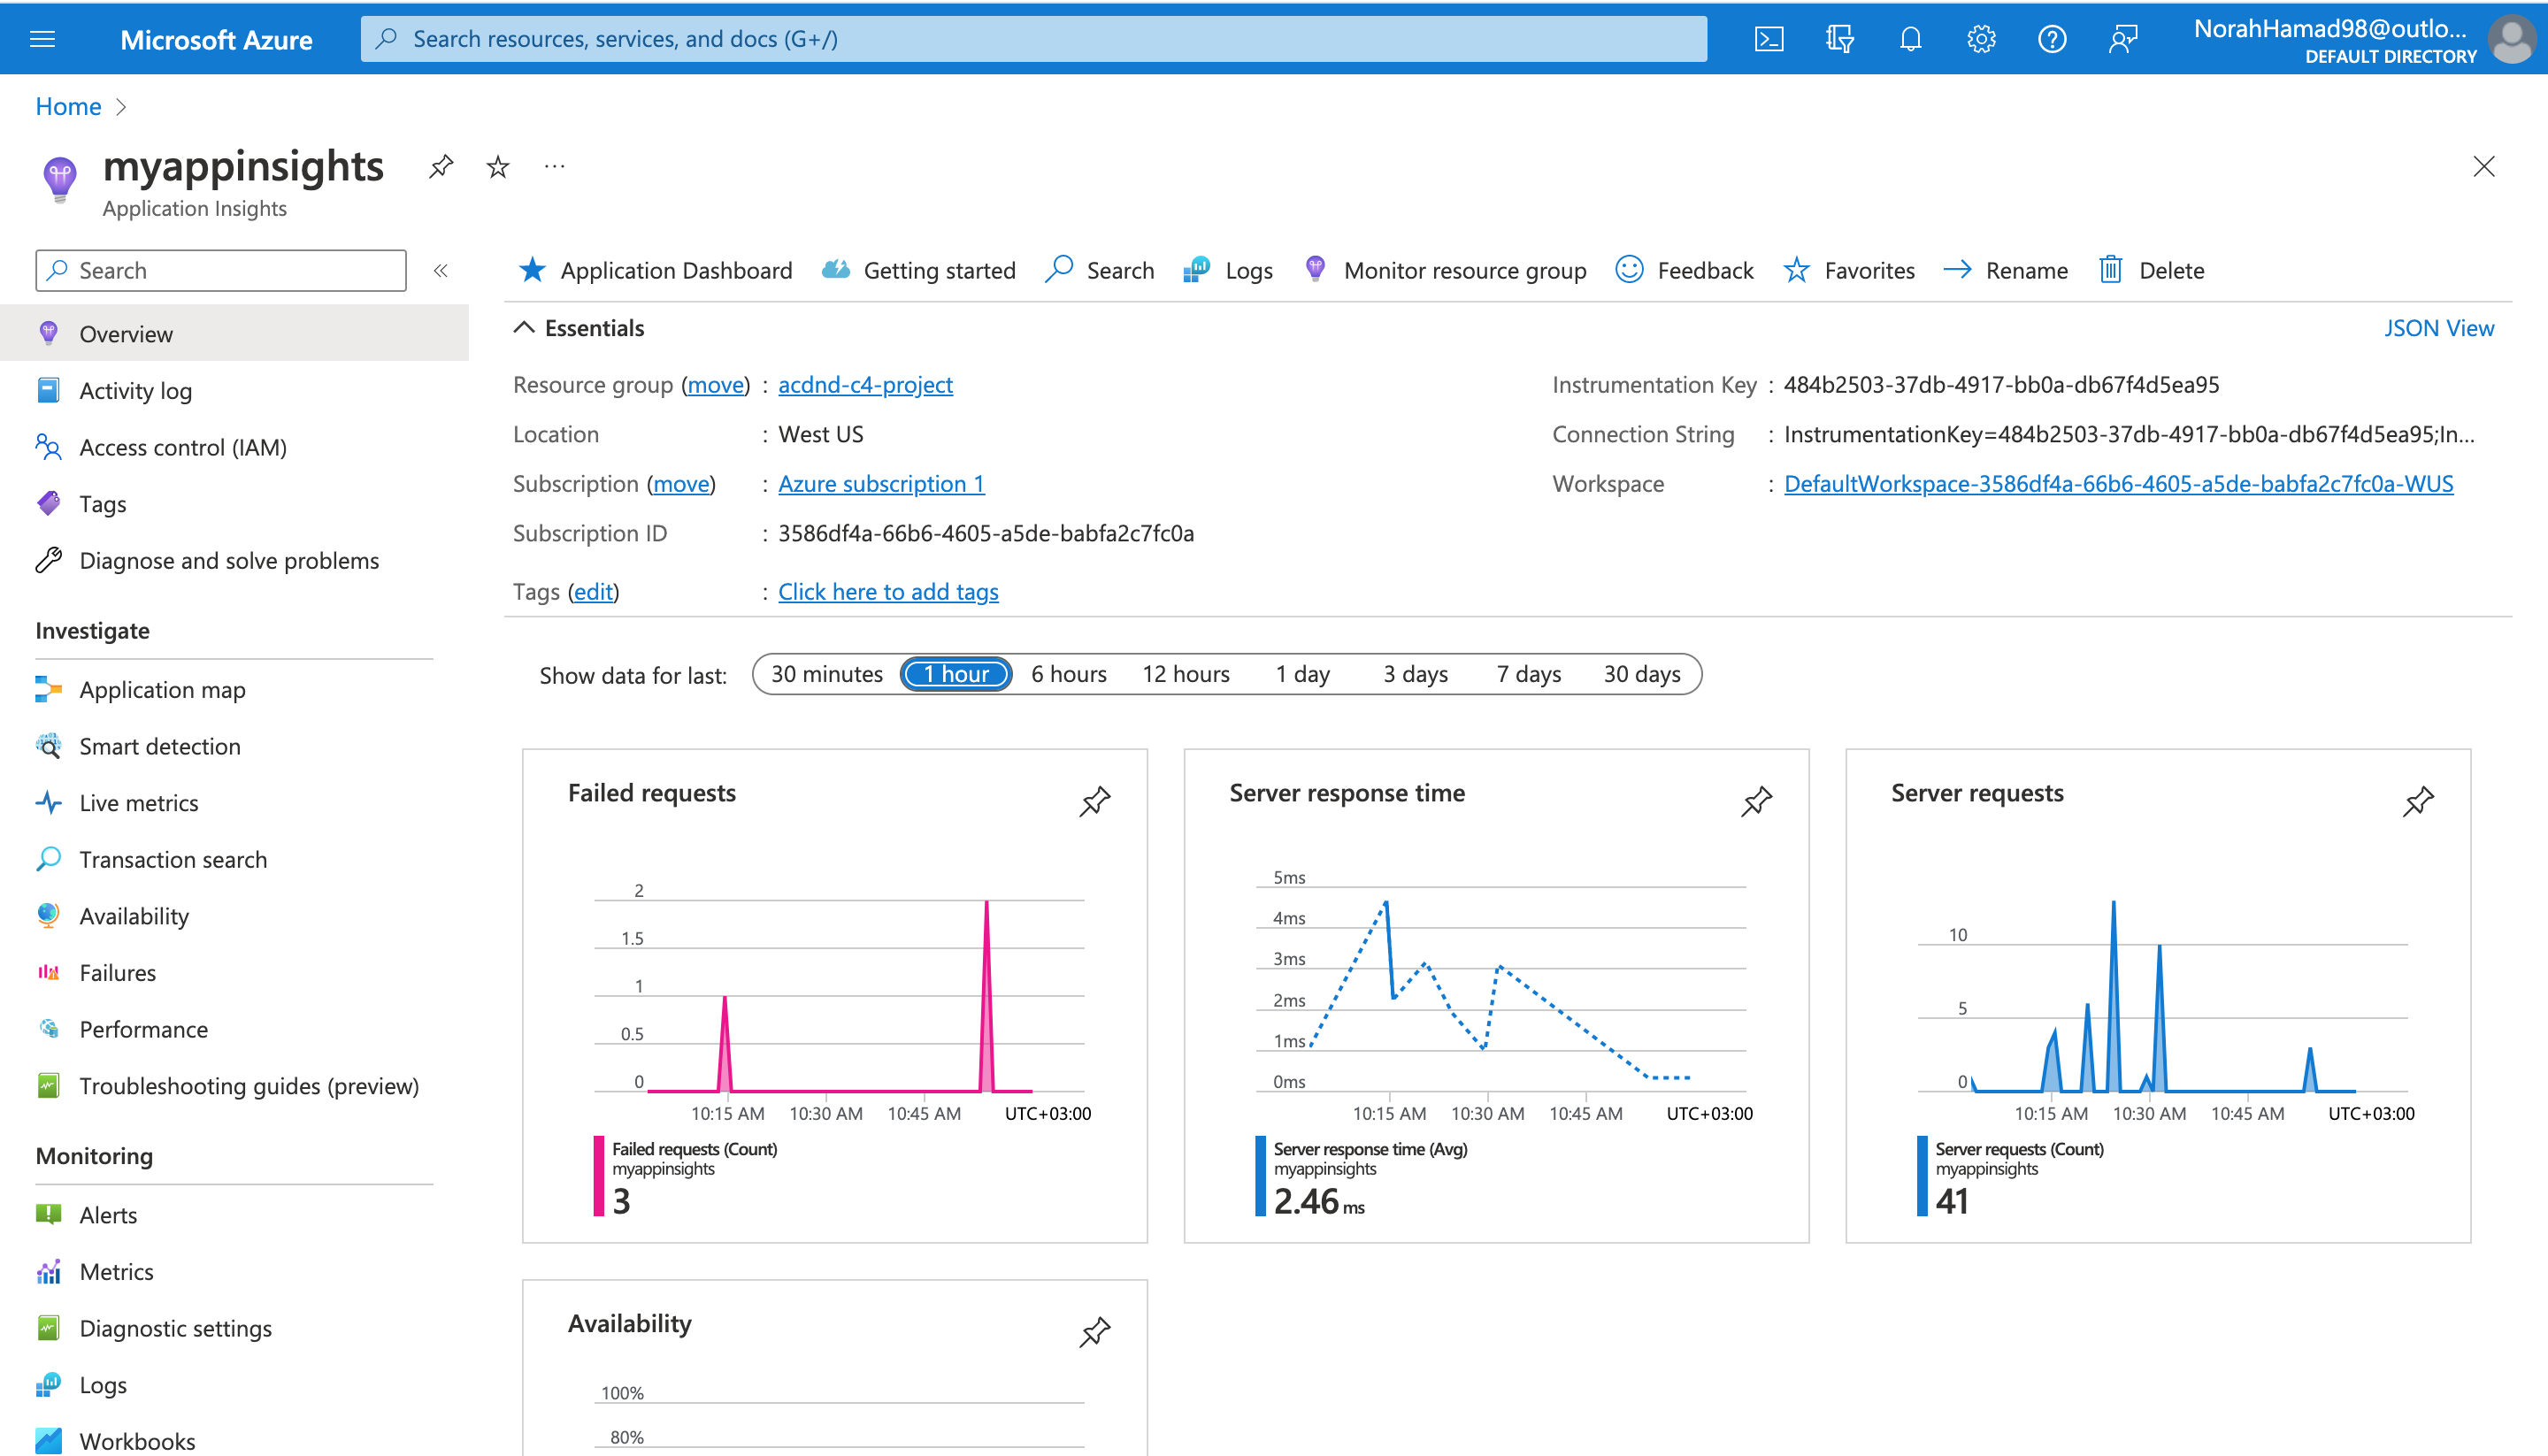 Microsoft Azure
Search resources, services, and docs (G+/)
NorahHamad98@outlo...
DEFAULT DIRECTORY
Home
myappinsights
Application Insights
Search
Overview
Activity log
Access control (IAM)
Tags
Diagnose and solve problems
Investigate
Application map
Smart detection
Live metrics
Transaction search
Availability
Failures
Performance
Troubleshooting guides (preview)
Monitoring
Alerts
Metrics
Diagnostic settings
Logs
Workbooks
Application Dashboard Getting started Search Logs Monitor resource group Feedback Favorites Rename Delete
Essentials
JSON View
Resource group (move) : acdnd-c4-project
Location : West US
Subscription (move) : Azure subscription 1
Subscription ID : 3586df4a-66b6-4605-a5de-babfa2c7fc0a
Tags (edit) : Click here to add tags
Instrumentation Key : 484b2503-37db-4917-bb0a-db67f4d5ea95
Connection String : InstrumentationKey=484b2503-37db-4917-bb0a-db67f4d5ea95;In...
Workspace : DefaultWorkspace-3586df4a-66b6-4605-a5de-babfa2c7fc0a-WUS
Show data for last: 30 minutes 1 hour 6 hours 12 hours 1 day 3 days 7 days 30 days
Failed requests
2
1.5
1
0.5
0
10:15 AM 10:30 AM 10:45 AM UTC+03:00
Failed requests (Count)
myappinsights
3
Server response time
5ms
4ms
3ms
2ms
1ms
0ms
10:15 AM 10:30 AM 10:45 AM UTC+03:00
Server response time (Avg)
myappinsights
2.46 ms
Server requests
10
5
0
10:15 AM 10:30 AM 10:45 AM UTC+03:00
Server requests (Count)
myappinsights
41
Availability
100%
80%